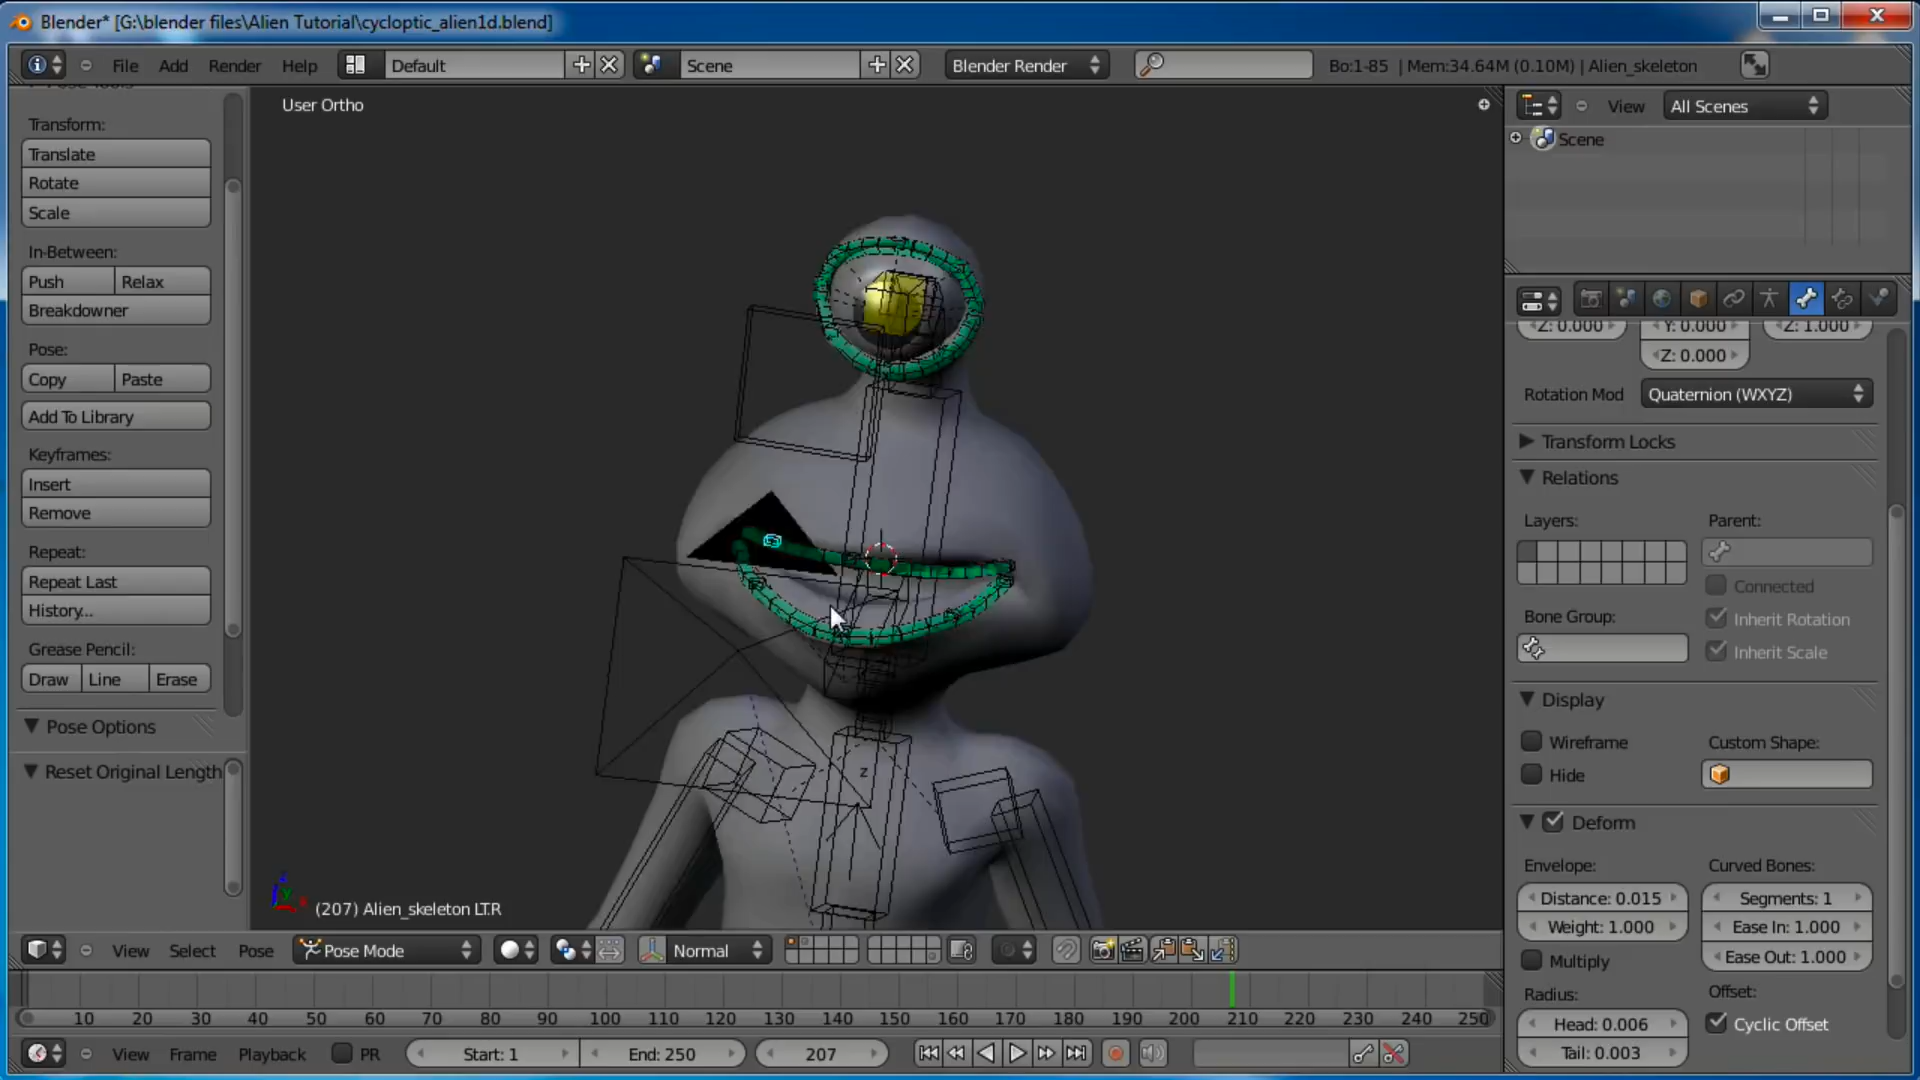 Blender* [G:\blender files\Alien Tutorial\cycloptic_alien1d.blend]
File Add Render Help Default Scene Blender Render Bo:1-85 | Mem:34.64M (0.10M) | Alien_skeleton
User Ortho
View All Scenes
Scene
Transform:
Translate
Rotate
Scale
In-Between:
Push Relax
Breakdowner
Pose:
Copy Paste
Add To Library
Keyframes:
Insert
Remove
Repeat:
Repeat Last
History...
Grease Pencil:
Draw Line Erase
Pose Options
Reset Original Length
Z: 0.000 Y: 0.000 Z: 1.000
Z: 0.000
Rotation Mod Quaternion (WXYZ)
Transform Locks
Relations
Layers: Parent:
Connected
Bone Group: Inherit Rotation
Inherit Scale
Display
Wireframe Custom Shape:
Hide
Deform
Envelope: Curved Bones:
Distance: 0.015 Segments: 1
Weight: 1.000 Ease In: 1.000
Multiply Ease Out: 1.000
Radius: Offset:
Head: 0.006 Cyclic Offset
Tail: 0.003
z
(207) Alien_skeleton LT.R
View Select Pose Pose Mode Normal
10 20 30 40 50 60 70 80 90 100 110 120 130 140 150 160 170 180 190 200 210 220 230 240 250
View Frame Playback PR Start: 1 End: 250 207